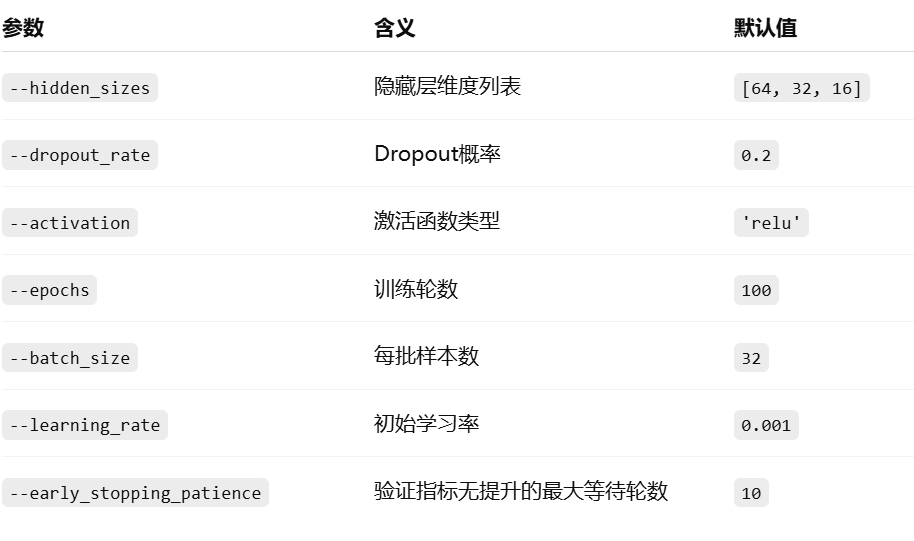 参数 含义 默认值
--hidden_sizes 隐藏层维度列表 [64, 32, 16]
--dropout_rate Dropout概率 0.2
--activation 激活函数类型 'relu'
--epochs 训练轮数 100
--batch_size 每批样本数 32
--learning_rate 初始学习率 0.001
--early_stopping_patience 验证指标无提升的最大等待轮数 10